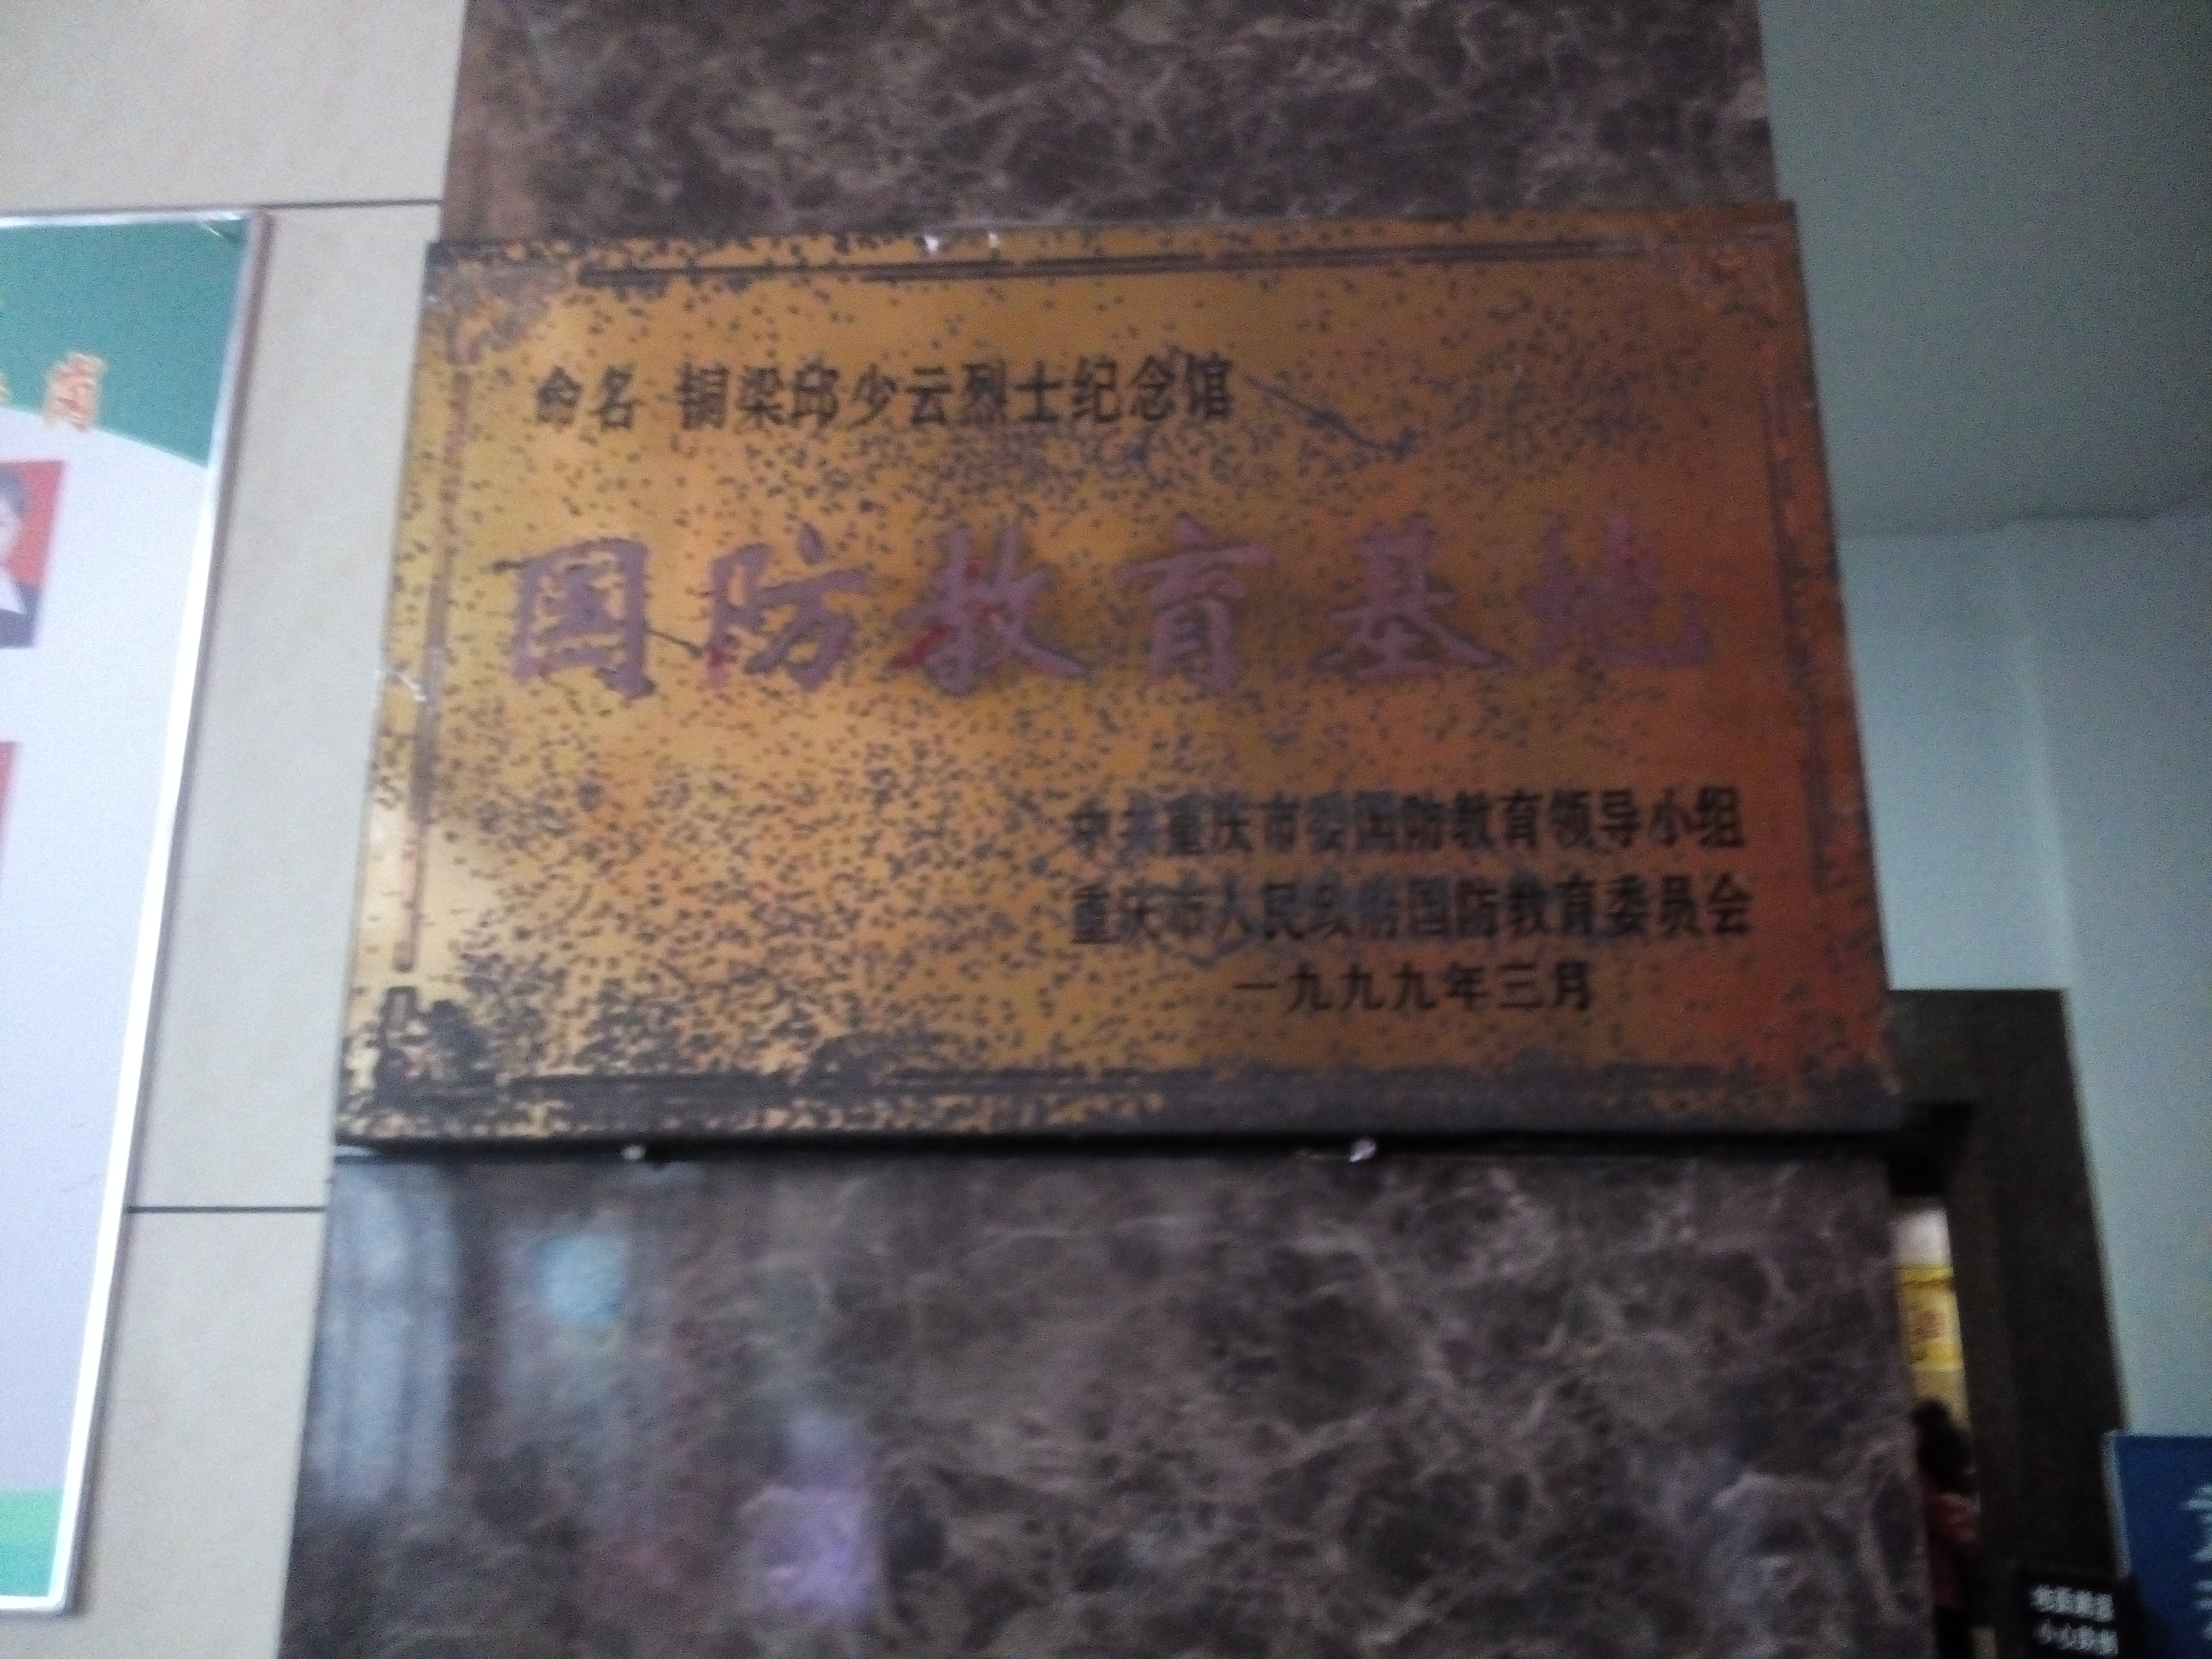 命名 铜梁邱少云烈士纪念馆
国防教育基地
中共重庆市委国防教育领导小组
重庆市人民政府国防教育委员会
一九九九年三月
小心